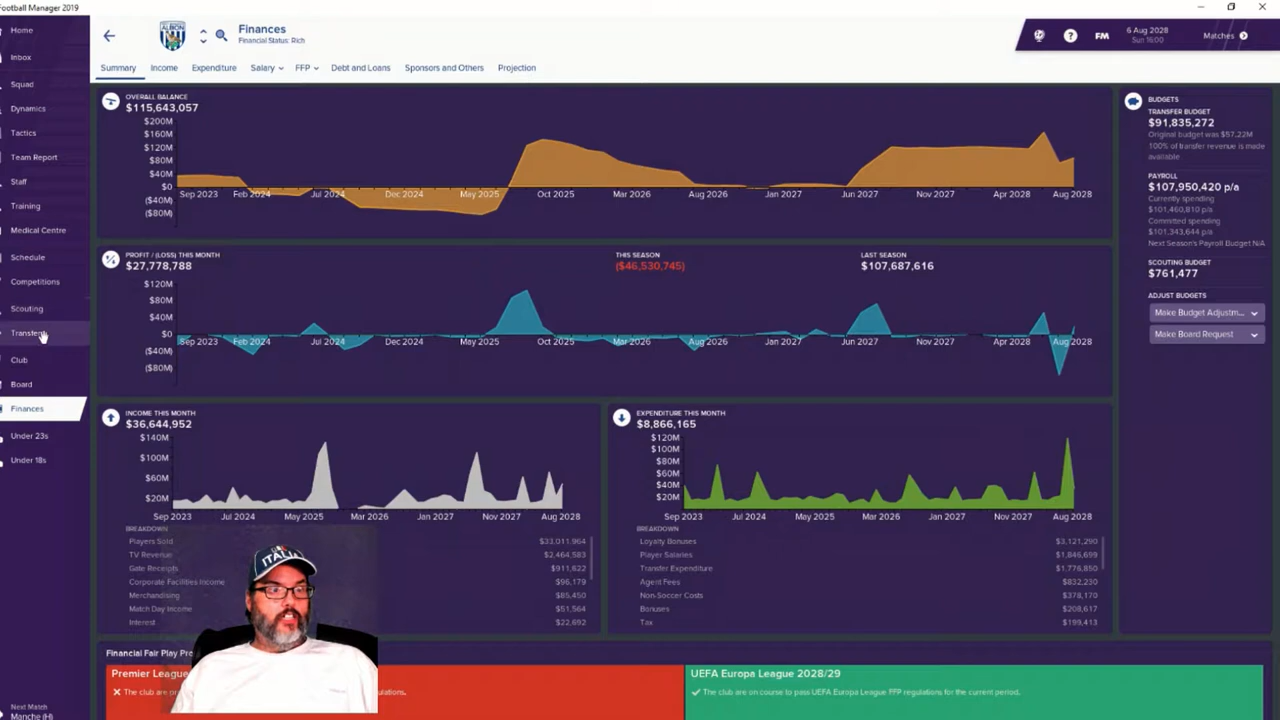 Football Manager 2019
Home
Inbox
Squad
Dynamics
Tactics
Team Report
Staff
Training
Medical Centre
Schedule
Competitions
Scouting
Transfers
Club
Board
Finances
Under 23s
Under 18s
Next Match
Manche (H)
ALBION
Finances
Financial Status: Rich
FM
6 Aug 2028
Sun 16:00
Matches
Summary
Income
Expenditure
Salary
FFP
Debt and Loans
Sponsors and Others
Projection
OVERALL BALANCE
$115,643,057
$200M
$160M
$120M
$80M
$40M
$0
($40M)
($80M)
Sep 2023 Feb 2024 Jul 2024 Dec 2024 May 2025 Oct 2025 Mar 2026 Aug 2026 Jan 2027 Jun 2027 Nov 2027 Apr 2028 Aug 2028
PROFIT / (LOSS) THIS MONTH
$27,778,788
THIS SEASON
($46,530,745)
LAST SEASON
$107,687,616
$120M
$80M
$40M
$0
($40M)
($80M)
Sep 2023 Feb 2024 Jul 2024 Dec 2024 May 2025 Oct 2025 Mar 2026 Aug 2026 Jan 2027 Jun 2027 Nov 2027 Apr 2028 Aug 2028
INCOME THIS MONTH
$36,644,952
$140M
$100M
$60M
$20M
Sep 2023 Jul 2024 May 2025 Mar 2026 Jan 2027 Nov 2027 Aug 2028
BREAKDOWN
Players Sold $33,011,964
TV Revenue $2,464,583
Gate Receipts $911,622
Corporate Facilities Income $96,179
Merchandising $85,450
Match Day Income $51,564
Interest $22,692
EXPENDITURE THIS MONTH
$8,866,165
$120M
$100M
$80M
$60M
$40M
$20M
Sep 2023 Jul 2024 May 2025 Mar 2026 Jan 2027 Nov 2027 Aug 2028
BREAKDOWN
Loyalty Bonuses $3,121,290
Player Salaries $1,846,699
Transfer Expenditure $1,776,850
Agent Fees $832,230
Non-Soccer Costs $378,170
Bonuses $208,617
Tax $199,413
BUDGETS
TRANSFER BUDGET
$91,835,272
Original budget was $57.22M
100% of transfer revenue is made
available
PAYROLL
$107,950,420 p/a
Currently spending
$101,460,810 p/a
Committed spending
$101,343,644 p/a
Next Season's Payroll Budget N/A
SCOUTING BUDGET
$761,477
ADJUST BUDGETS
Make Budget Adjustm...
Make Board Request
ITALIA
Financial Fair Play Pro
Premier League
The club are pr
ulations.
UEFA Europa League 2028/29
The club are on course to pass UEFA Europa League FFP regulations for the current period.